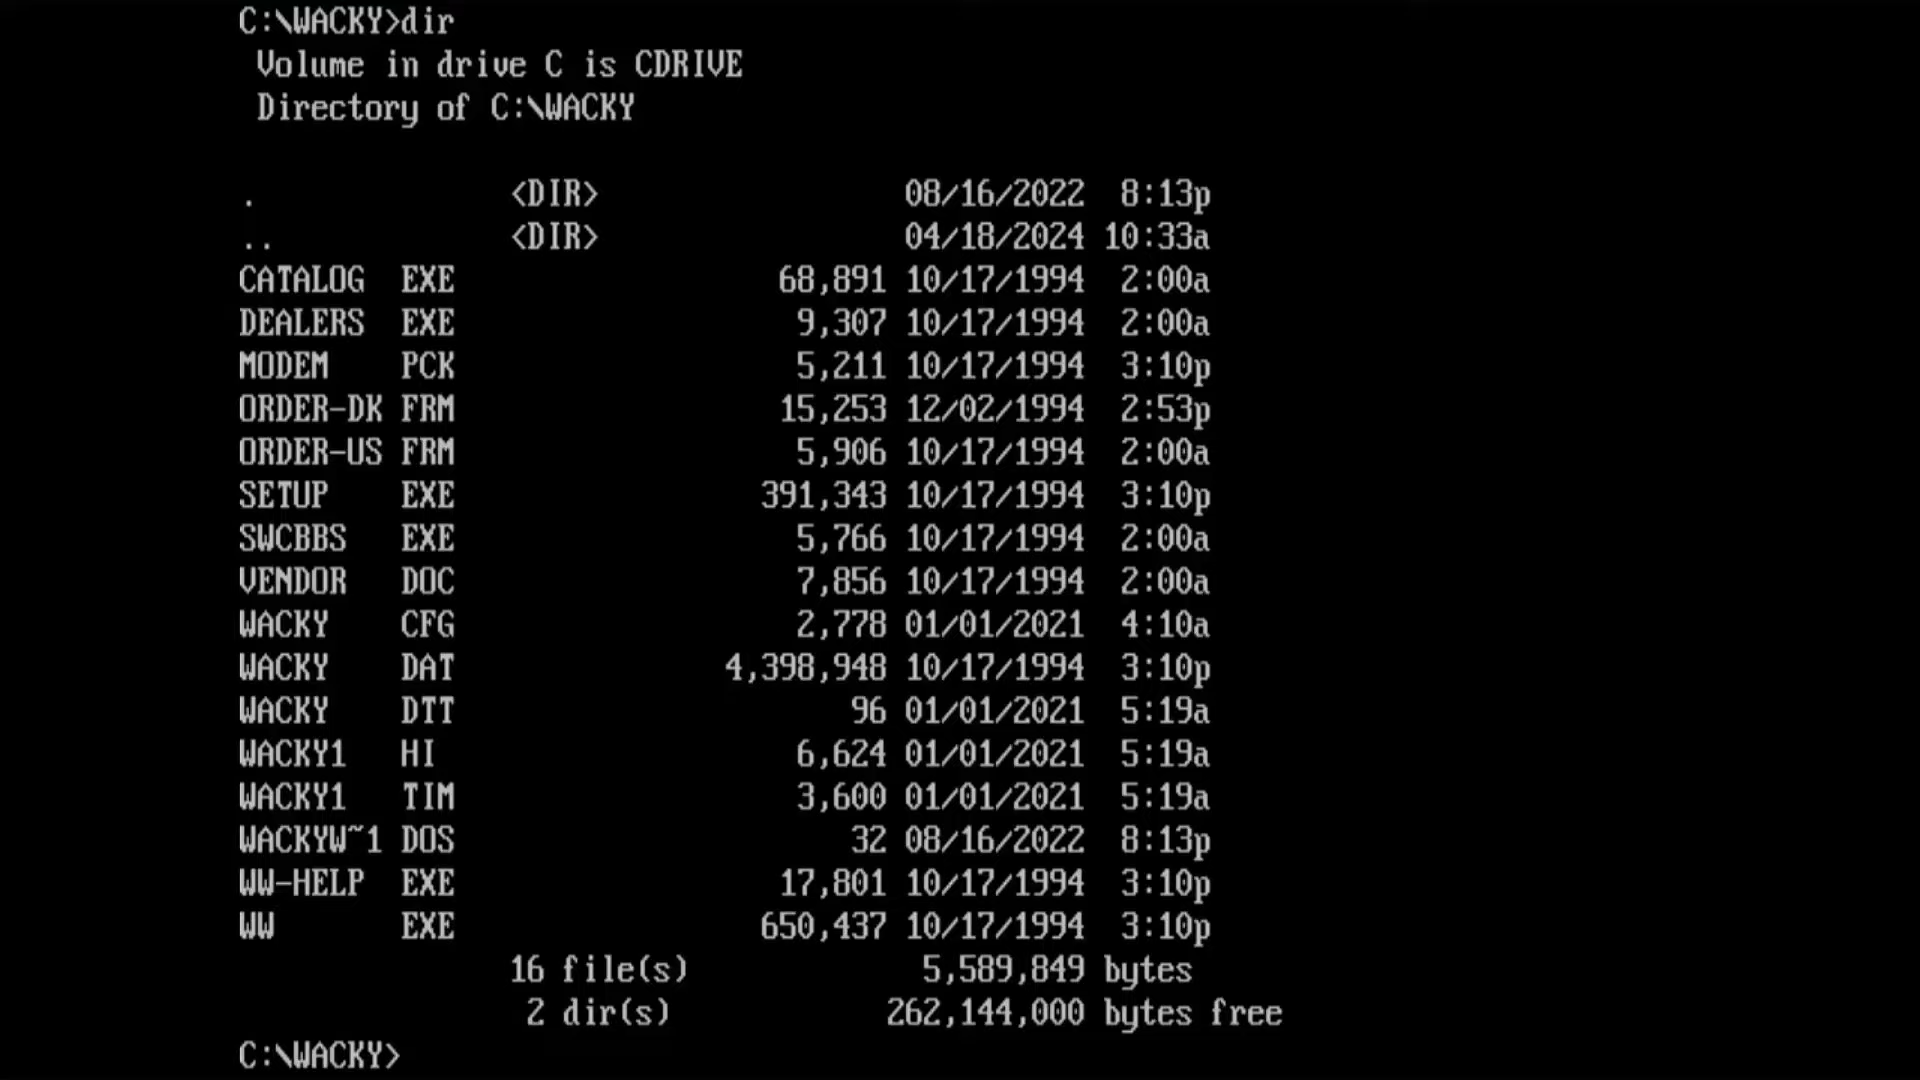 C:\WACKY>dir
Volume in drive C is CDRIVE
Directory of C:\WACKY
. <DIR> 08/16/2022 8:13p
.. <DIR> 04/18/2024 10:33a
CATALOG EXE 68,891 10/17/1994 2:00a
DEALERS EXE 9,307 10/17/1994 2:00a
MODEM PCK 5,211 10/17/1994 3:10p
ORDER-DK FRM 15,253 12/02/1994 2:53p
ORDER-US FRM 5,906 10/17/1994 2:00a
SETUP EXE 391,343 10/17/1994 3:10p
SWCBBS EXE 5,766 10/17/1994 2:00a
VENDOR DOC 7,856 10/17/1994 2:00a
WACKY CFG 2,778 01/01/2021 4:10a
WACKY DAT 4,398,948 10/17/1994 3:10p
WACKY DTT 96 01/01/2021 5:19a
WACKY1 HI 6,624 01/01/2021 5:19a
WACKY1 TIM 3,600 01/01/2021 5:19a
WACKYW~1 DOS 32 08/16/2022 8:13p
WW-HELP EXE 17,801 10/17/1994 3:10p
WW EXE 650,437 10/17/1994 3:10p
16 file(s) 5,589,849 bytes
2 dir(s) 262,144,000 bytes free
C:\WACKY>